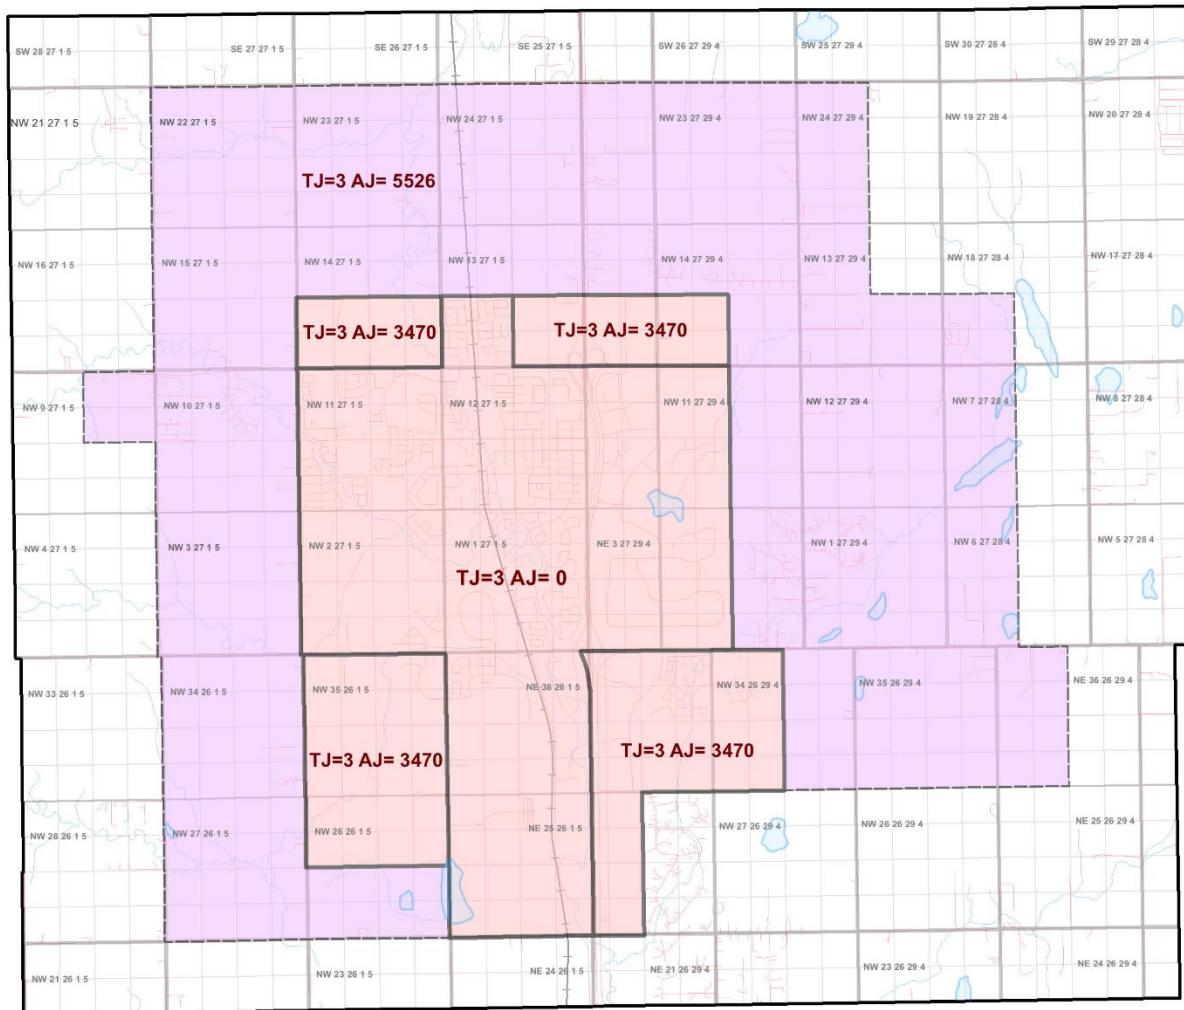 SW 28 27 1 5
SE 27 27 1 5
SE 26 27 1 5
SE 25 27 1 5
SW 26 27 29 4
SW 25 27 29 4
SW 30 27 28 4
SW 29 27 28 4
NW 21 27 1 5
NW 22 27 1 5
NW 23 27 1 5
NW 24 27 1 5
NW 23 27 29 4
NW 24 27 29 4
NW 19 27 28 4
NW 20 27 28 4
TJ=3 AJ= 5526
NW 16 27 1 5
NW 15 27 1 5
NW 14 27 1 5
NW 13 27 1 5
NW 14 27 29 4
NW 13 27 29 4
NW 18 27 28 4
NW 17 27 28 4
TJ=3 AJ= 3470
TJ=3 AJ= 3470
NW 9 27 1 5
NW 10 27 1 5
NW 11 27 1 5
NW 12 27 1 5
NW 11 27 29 4
NW 12 27 29 4
NW 7 27 28 4
NW 8 27 28 4
NW 4 27 1 5
NW 3 27 1 5
NW 2 27 1 5
NW 1 27 1 5
NE 3 27 29 4
NW 1 27 29 4
NW 6 27 28 4
NW 5 27 28 4
TJ=3 AJ= 0
NW 33 26 1 5
NW 34 26 1 5
NW 35 26 1 5
NE 36 26 1 5
NW 34 26 29 4
NW 35 26 29 4
NE 36 26 29 4
TJ=3 AJ= 3470
TJ=3 AJ= 3470
NW 28 26 1 5
NW 27 26 1 5
NW 26 26 1 5
NE 25 26 1 5
NW 27 26 29 4
NW 26 26 29 4
NE 25 26 29 4
NW 21 26 1 5
NW 23 26 1 5
NE 24 26 1 5
NE 21 26 29 4
NW 23 26 29 4
NE 24 26 29 4